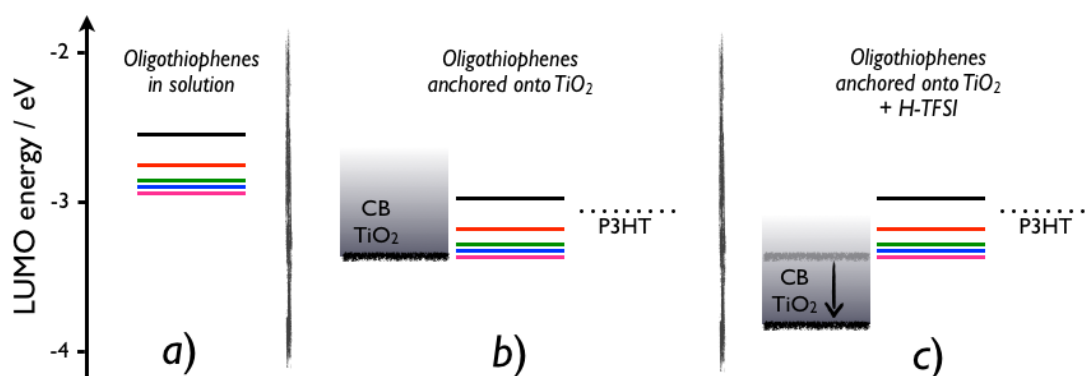 LUMO energy / eV
-2
-3
-4
Oligothiophenes
in solution
a)
Oligothiophenes
anchored onto TiO₂
CB
TiO₂
P3HT
b)
Oligothiophenes
anchored onto TiO₂
+ H-TFSI
CB
TiO₂
P3HT
c)